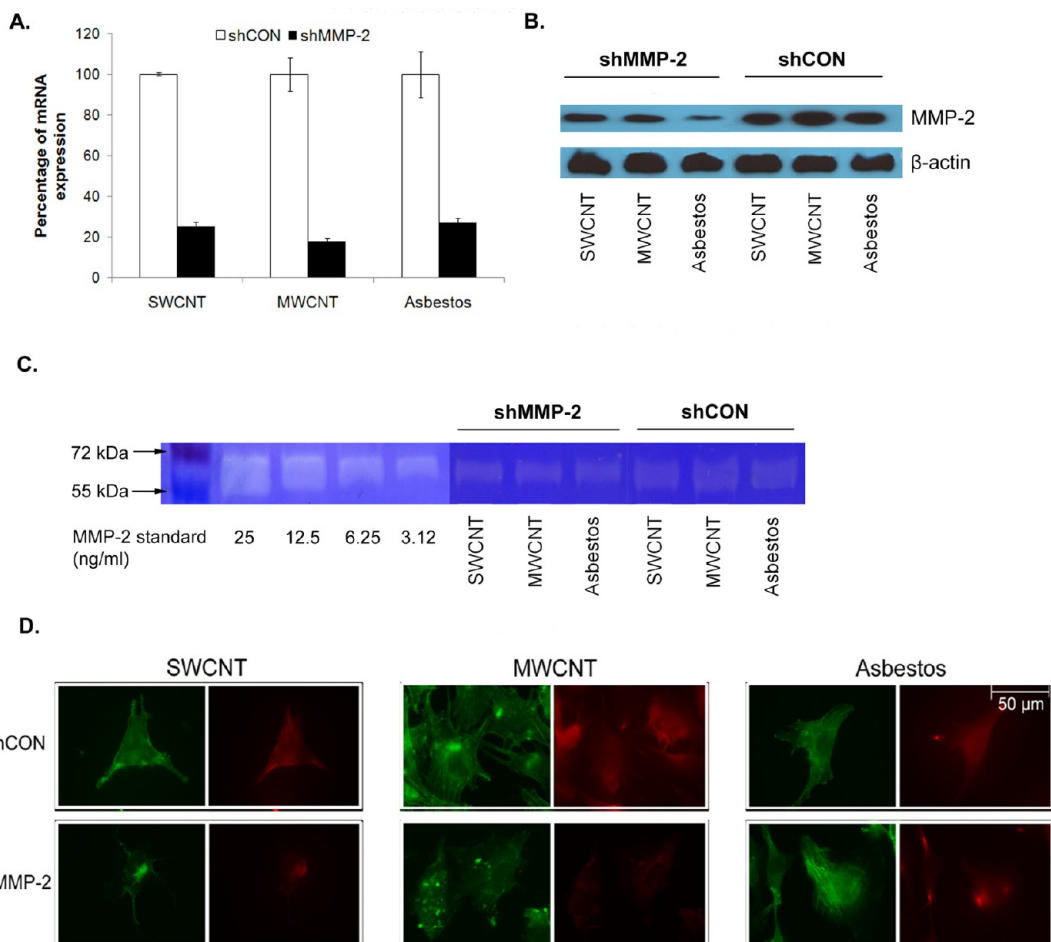 A.
120
100
80
60
40
20
0
Percentage of mRNA
expression
shCON shMMP-2
SWCNT MWCNT Asbestos
B.
shMMP-2 shCON
MMP-2
β-actin
SWCNT MWCNT Asbestos SWCNT MWCNT Asbestos
C.
shMMP-2 shCON
72 kDa
55 kDa
MMP-2 standard 25 12.5 6.25 3.12
(ng/ml)
SWCNT MWCNT Asbestos SWCNT MWCNT Asbestos
D.
SWCNT MWCNT Asbestos
50 µm
hCON
MMP-2